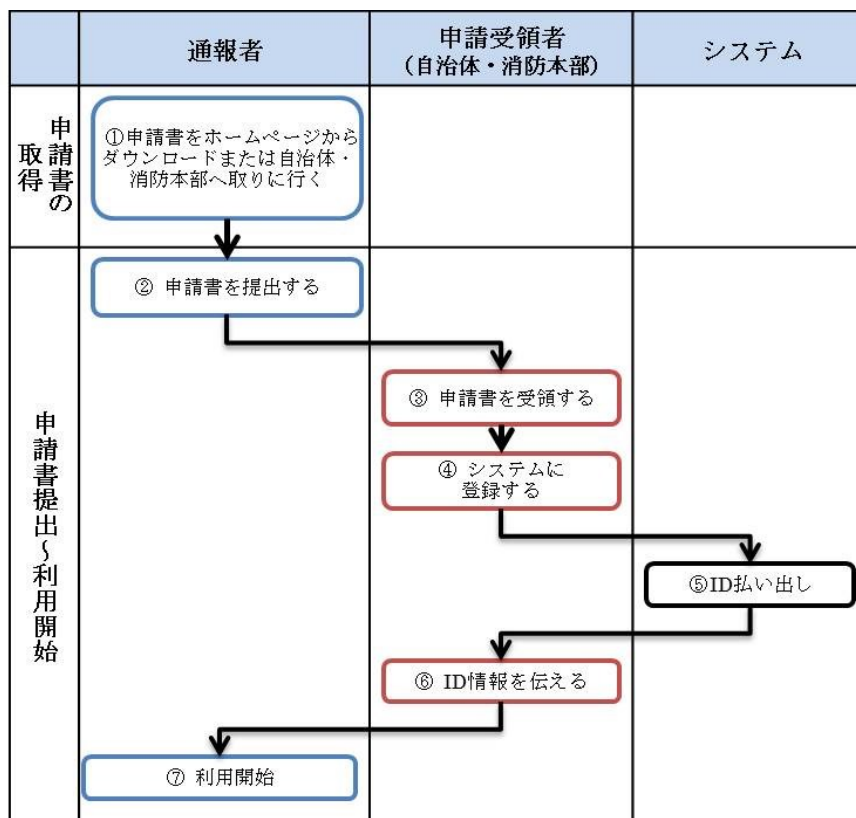 通報者
申請受領者
(自治体・消防本部)
システム
申請書の
取得
①申請書をホームページから
ダウンロードまたは自治体・
消防本部へ取りに行く
申請書提出～利用開始
② 申請書を提出する
③ 申請書を受領する
④ システムに
登録する
⑤ID払い出し
⑥ ID情報を伝える
⑦ 利用開始